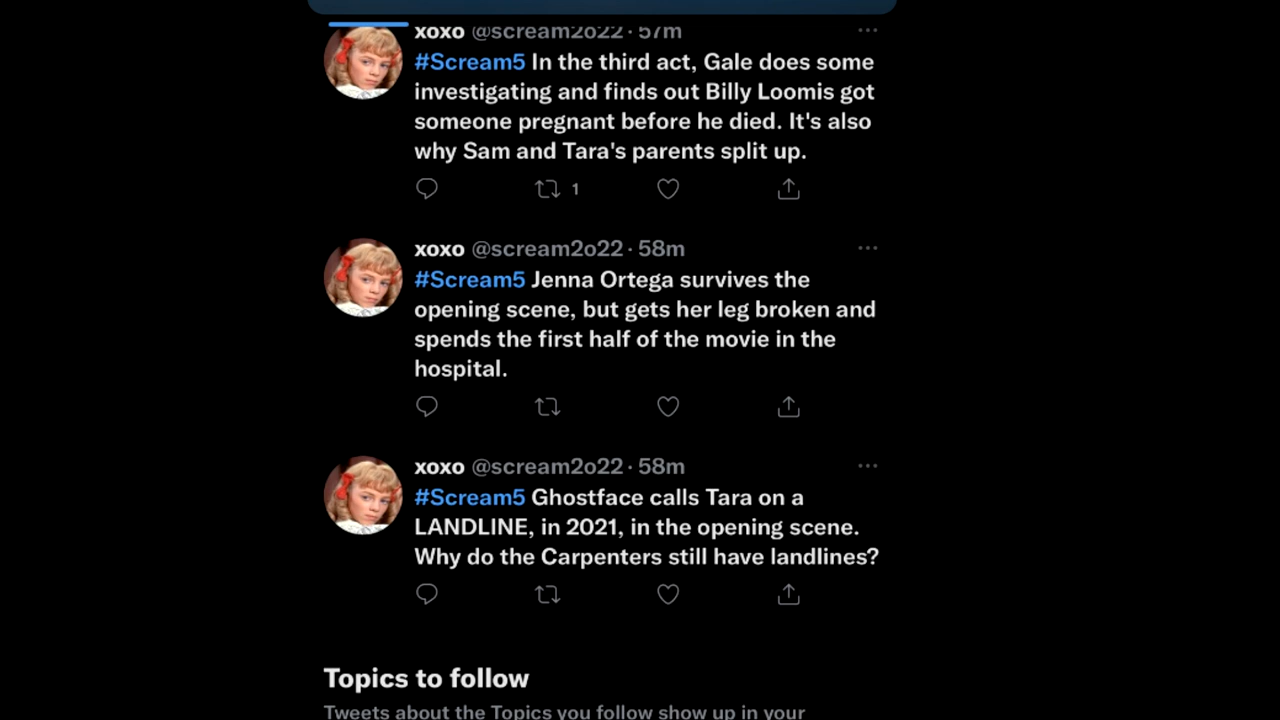 xoxo @scream2o22 · 57m
#Scream5 In the third act, Gale does some
investigating and finds out Billy Loomis got
someone pregnant before he died. It's also
why Sam and Tara's parents split up.
1
xoxo @scream2o22 · 58m
#Scream5 Jenna Ortega survives the
opening scene, but gets her leg broken and
spends the first half of the movie in the
hospital.
xoxo @scream2o22 · 58m
#Scream5 Ghostface calls Tara on a
LANDLINE, in 2021, in the opening scene.
Why do the Carpenters still have landlines?
Topics to follow
Tweets about the Topics you follow show up in your